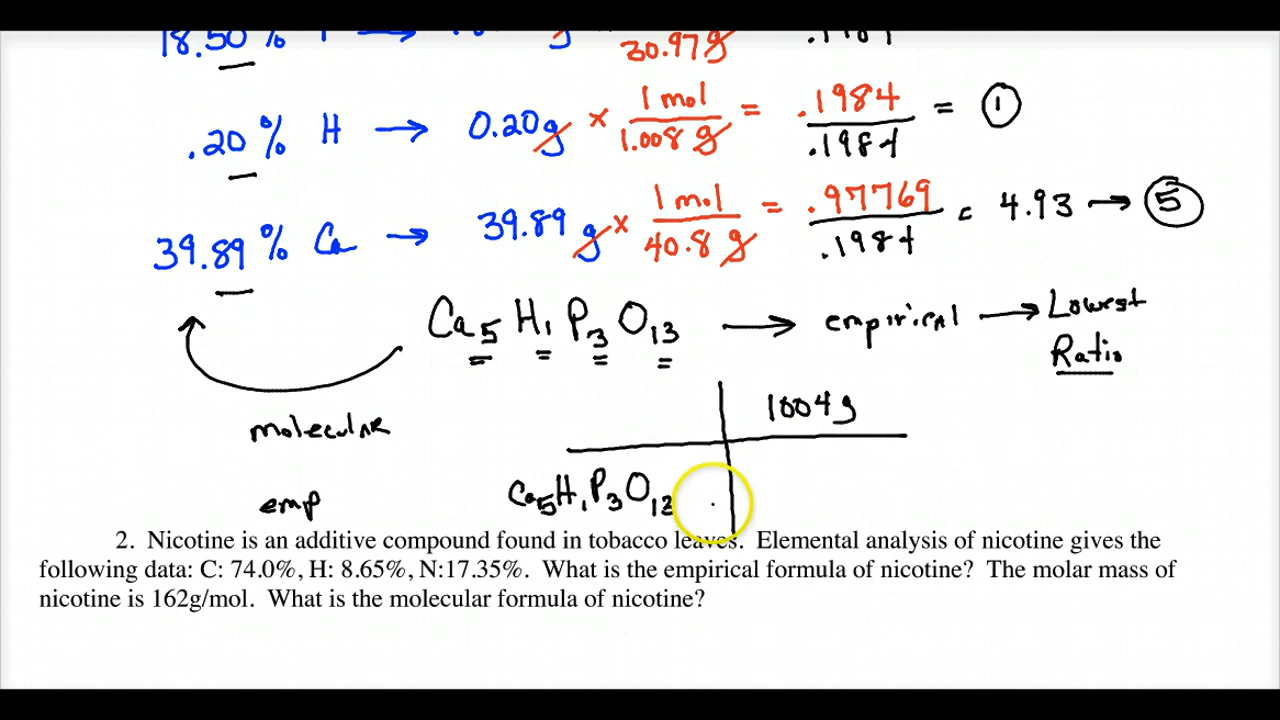 18.50 %
30.97g
.20 % H → 0.20g × 1 mol / 1.008 g = .1984 / .1984 = 1
39.89 % Ca → 39.89 g × 1 mol / 40.8 g = .97769 / .1984 = 4.93 → 5
Ca5 H1 P3 O13 → empirical → Lowest
Ratio
1004g
molecular
Ca5H1P3O13
emp
2. Nicotine is an additive compound found in tobacco leaves. Elemental analysis of nicotine gives the
following data: C: 74.0%, H: 8.65%, N:17.35%. What is the empirical formula of nicotine? The molar mass of
nicotine is 162g/mol. What is the molecular formula of nicotine?